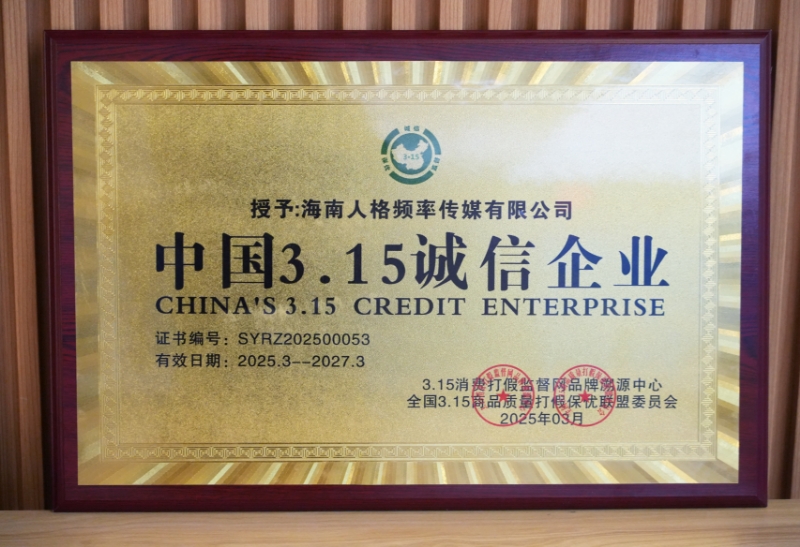 诚信
3·15
授予:海南人格频率传媒有限公司
中国3.15诚信企业
CHINA'S 3.15 CREDIT ENTERPRISE
证书编号：SYRZ202500053
有效日期：2025.3--2027.3
3.15消费打假监督网品牌溯源中心
全国3.15商品质量打假保优联盟委员会
2025年03月